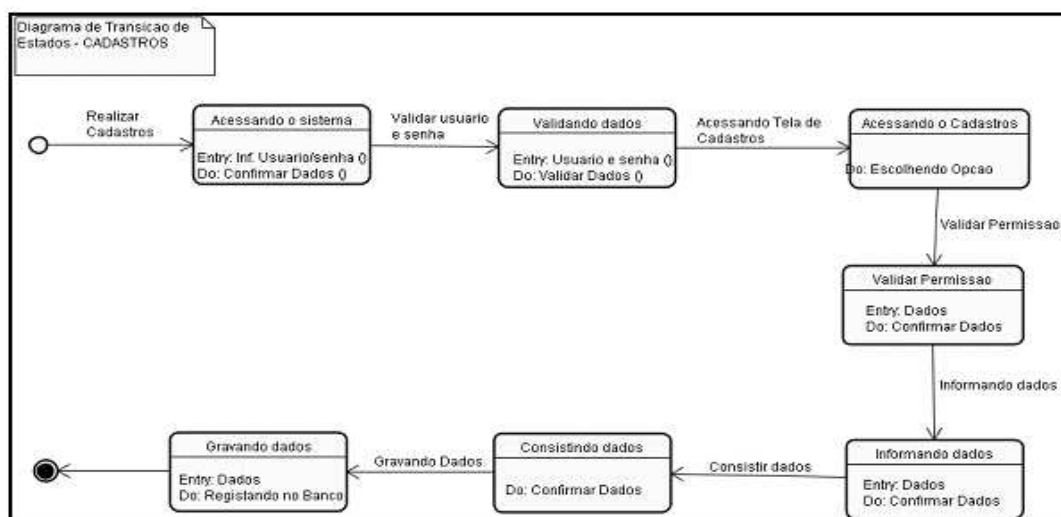 Diagrama de Transicao de
Estados - CADASTROS
Realizar
Cadastros
Acessando o sistema
Entry: Inf. Usuario/senha ()
Do: Confirmar Dados ()
Validar usuario
e senha
Validando dados
Entry: Usuario e senha ()
Do: Validar Dados ()
Acessando Tela de
Cadastros
Acessando o Cadastros
Do: Escolhendo Opcao
Validar Permissao
Validar Permissao
Entry: Dados
Do: Confirmar Dados
Informando dados
Informando dados
Entry: Dados
Do: Confirmar Dados
Consistir dados
Consistindo dados
Do: Confirmar Dados
Gravando Dados
Gravando dados
Entry: Dados
Do: Registando no Banco